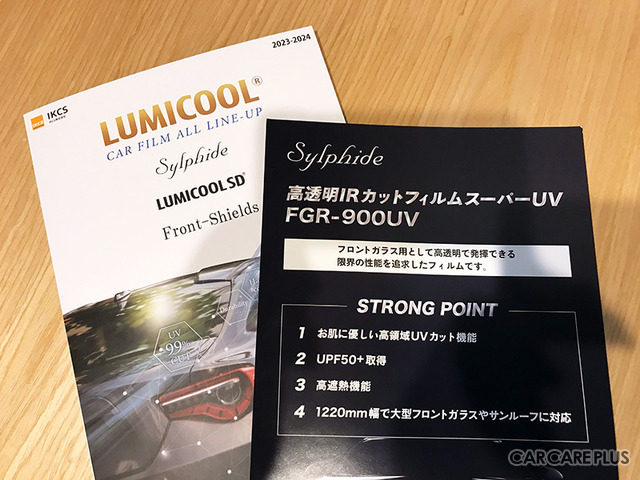 2023-2024
IKCS
LUMICOOL®
CAR FILM ALL LINE-UP
Sylphide
LUMICOOL SD®
Front-Shields
UV
99%
CUT
Sylphide
高透明IRカットフィルムスーパーUV
FGR-900UV
フロントガラス用として高透明で発揮できる
限界の性能を追求したフィルムです。
STRONG POINT
1 お肌に優しい高領域UVカット機能
2 UPF50+取得
3 高遮熱機能
4 1220mm幅で大型フロントガラスやサンルーフに対応
CARCAREPLUS